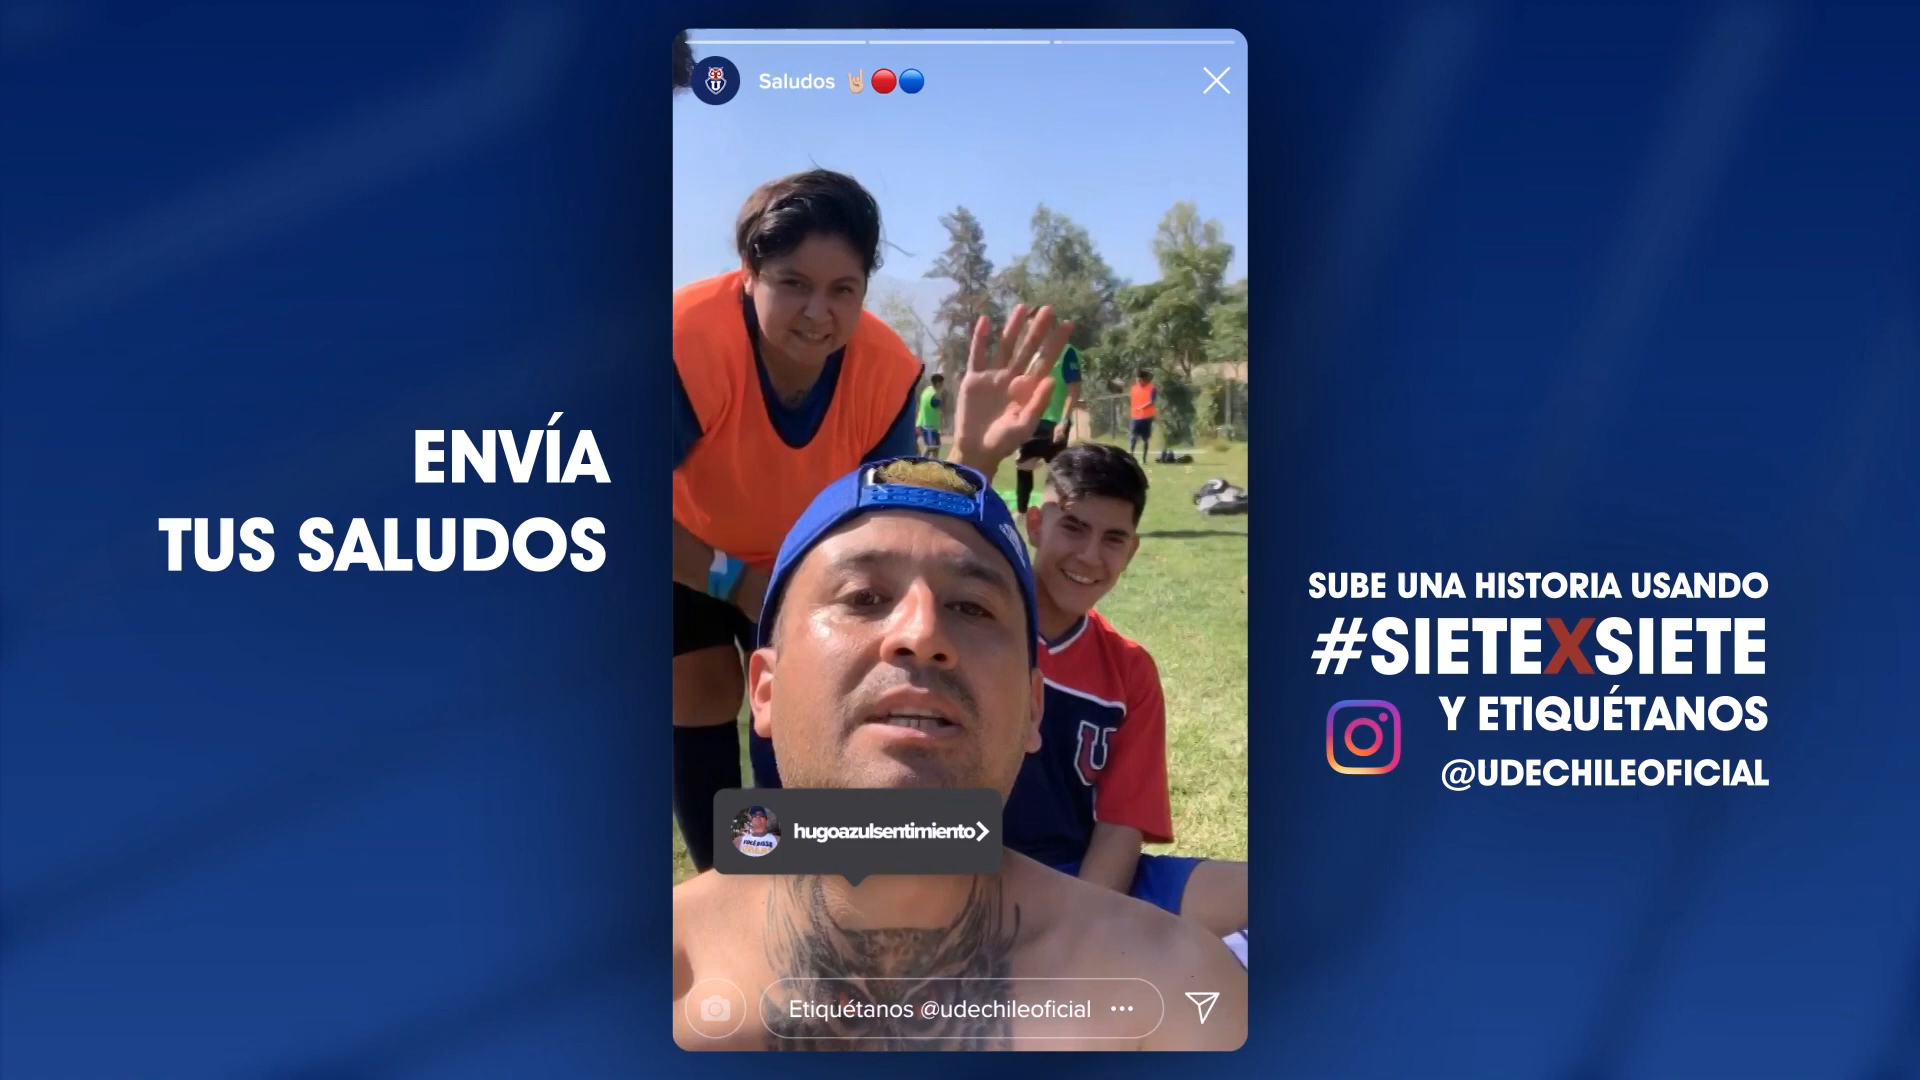 Saludos 🤘🏼🔴🔵
U
ENVÍA
TUS SALUDOS
U
hugoazulsentimiento
Etiquétanos @udechileoficial
SUBE UNA HISTORIA USANDO
#SIETEXSIETE
Y ETIQUÉTANOS
@UDECHILEOFICIAL